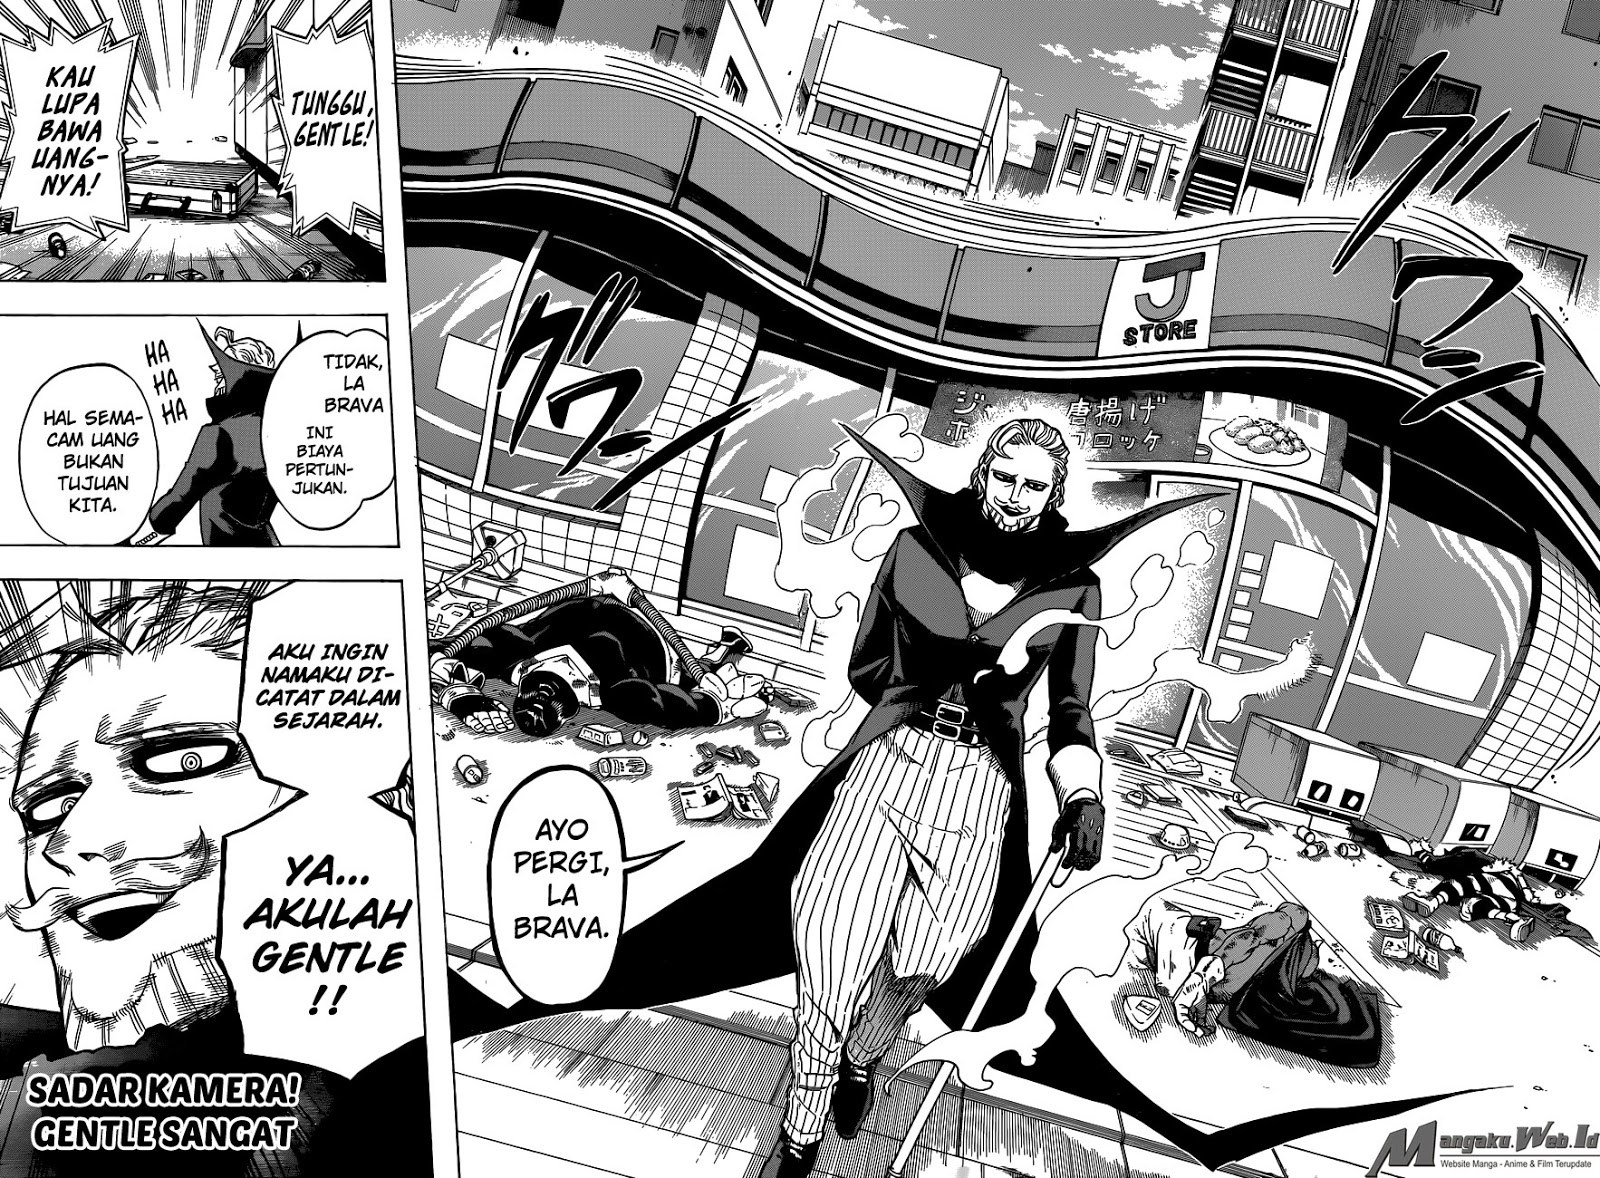 AYO
PERGI,
LA
BRAVA.
J
STORE
唐揚げ
コロッケ
TUNGGU,
GENTLE!
KAU
LUPA
BAWA
UANG-
NYA!
TIDAK,
LA
BRAVA
INI
BIAYA
PERTUN-
JUKAN.
HA
HA
HA
HAL SEMA-
CAM UANG
BUKAN
TUJUAN
KITA.
AKU INGIN
NAMAKU DI-
CATAT DALAM
SEJARAH.
YA...
AKULAH
GENTLE
!!
SADAR KAMERA!
GENTLE SANGAT
Mangaku.Web.Id
Website Manga - Anime & Film Terupdate